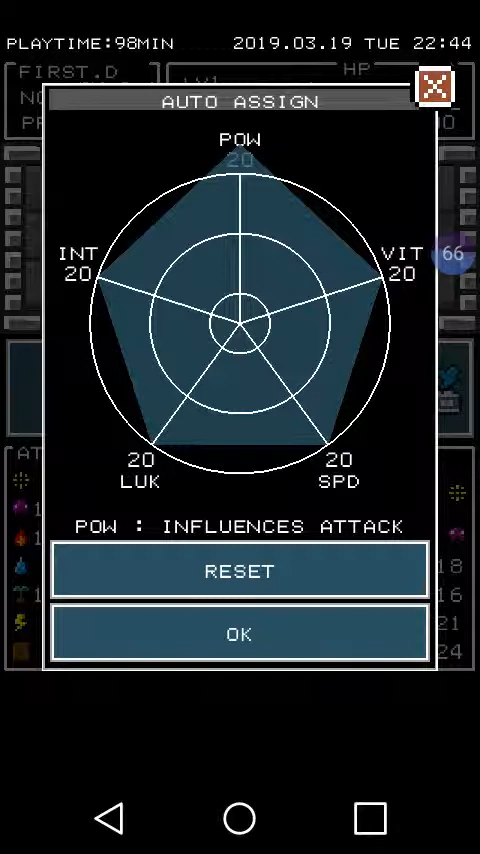 PLAYTIME:98MIN 2019.03.19 TUE 22:44
FIRST.D
HP
AUTO ASSIGN
POW
20
INT
20
VIT
20
66
20
LUK
20
SPD
POW : INFLUENCES ATTACK
RESET
OK
18
16
21
24